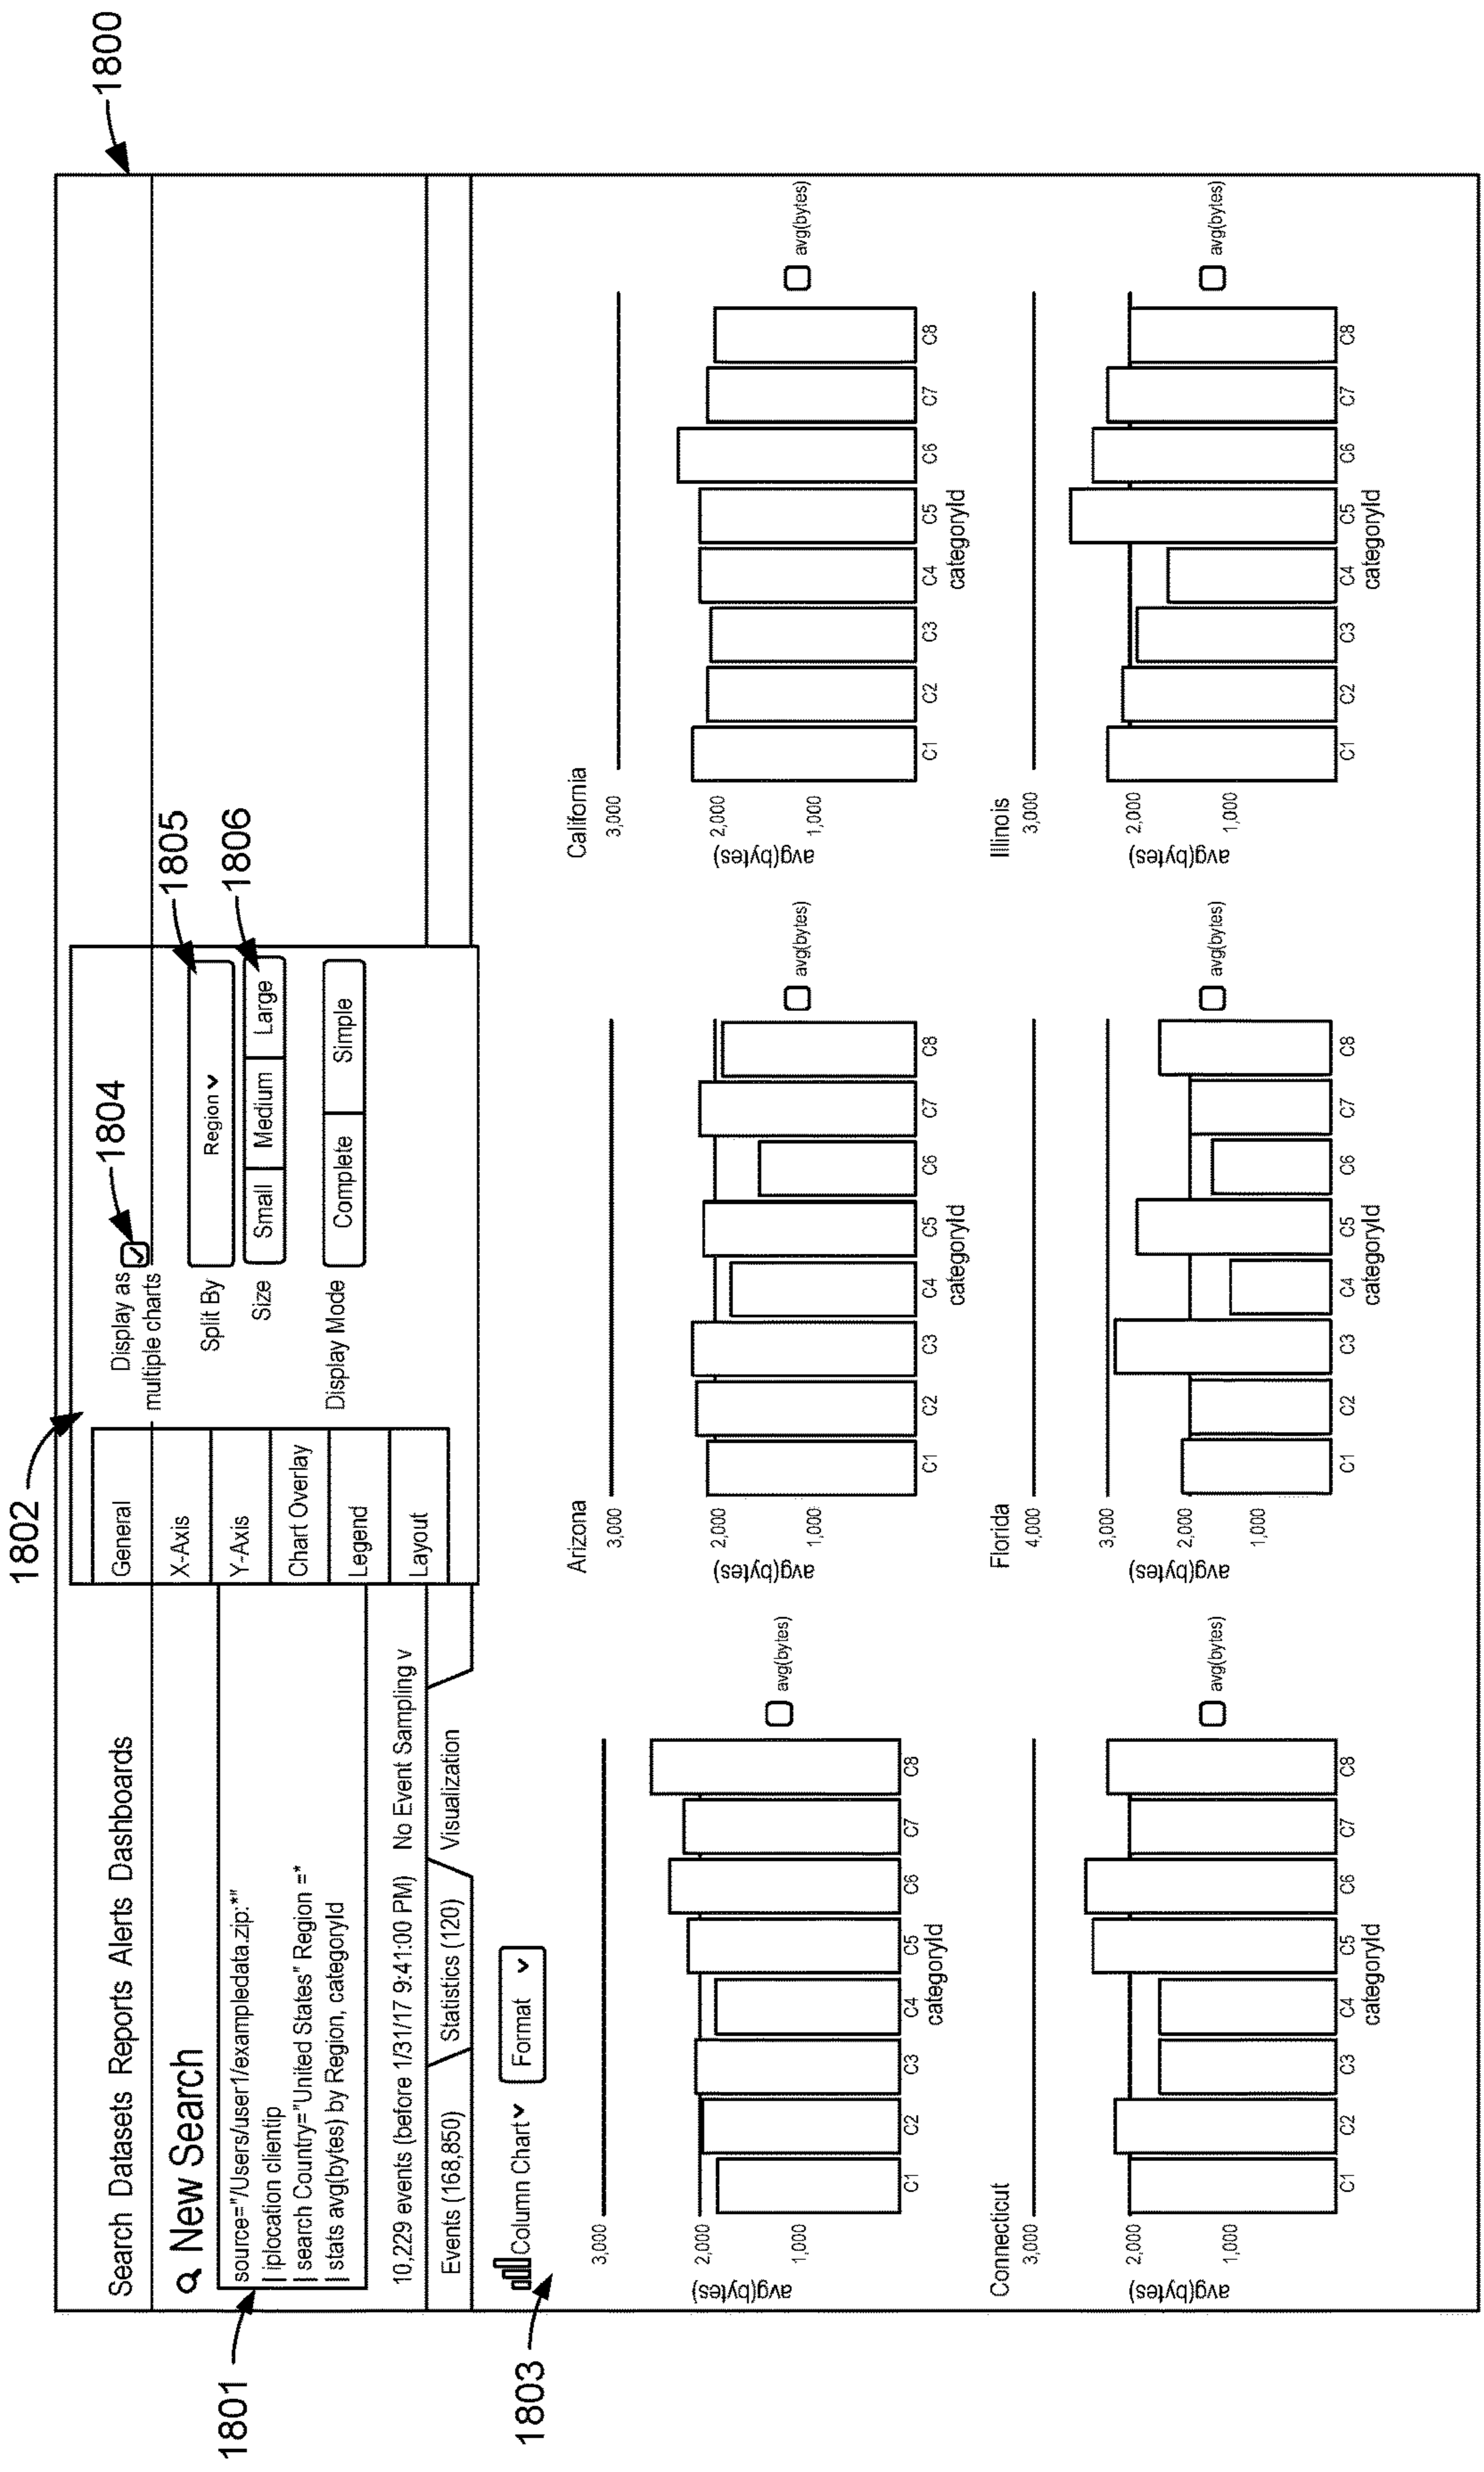 1800
1802
1804
1805
1806
1801
1803
Search Datasets Reports Alerts Dashboards
New Search
source="/Users/user1/exampledata.zip:*"
| iplocation clientip
| search Country="United States" Region =*
| stats avg(bytes) by Region, categoryId
10,229 events (before 1/31/17 9:41:00 PM) No Event Sampling v
Events (168,850) Statistics (120) Visualization
Column Chart Format
General
X-Axis
Y-Axis
Chart Overlay
Legend
Layout
Display as
multiple charts
Split By Region
Size Small Medium Large
Display Mode Complete Simple
3,000
2,000
1,000
avg(bytes)
C1 C2 C3 C4 C5 C6 C7 C8
categoryId
avg(bytes)
Arizona
3,000
2,000
1,000
avg(bytes)
C1 C2 C3 C4 C5 C6 C7 C8
categoryId
avg(bytes)
California
3,000
2,000
1,000
avg(bytes)
C1 C2 C3 C4 C5 C6 C7 C8
categoryId
avg(bytes)
Connecticut
3,000
2,000
1,000
avg(bytes)
C1 C2 C3 C4 C5 C6 C7 C8
categoryId
avg(bytes)
Florida
4,000
3,000
2,000
1,000
avg(bytes)
C1 C2 C3 C4 C5 C6 C7 C8
categoryId
avg(bytes)
Illinois
3,000
2,000
1,000
avg(bytes)
C1 C2 C3 C4 C5 C6 C7 C8
categoryId
avg(bytes)